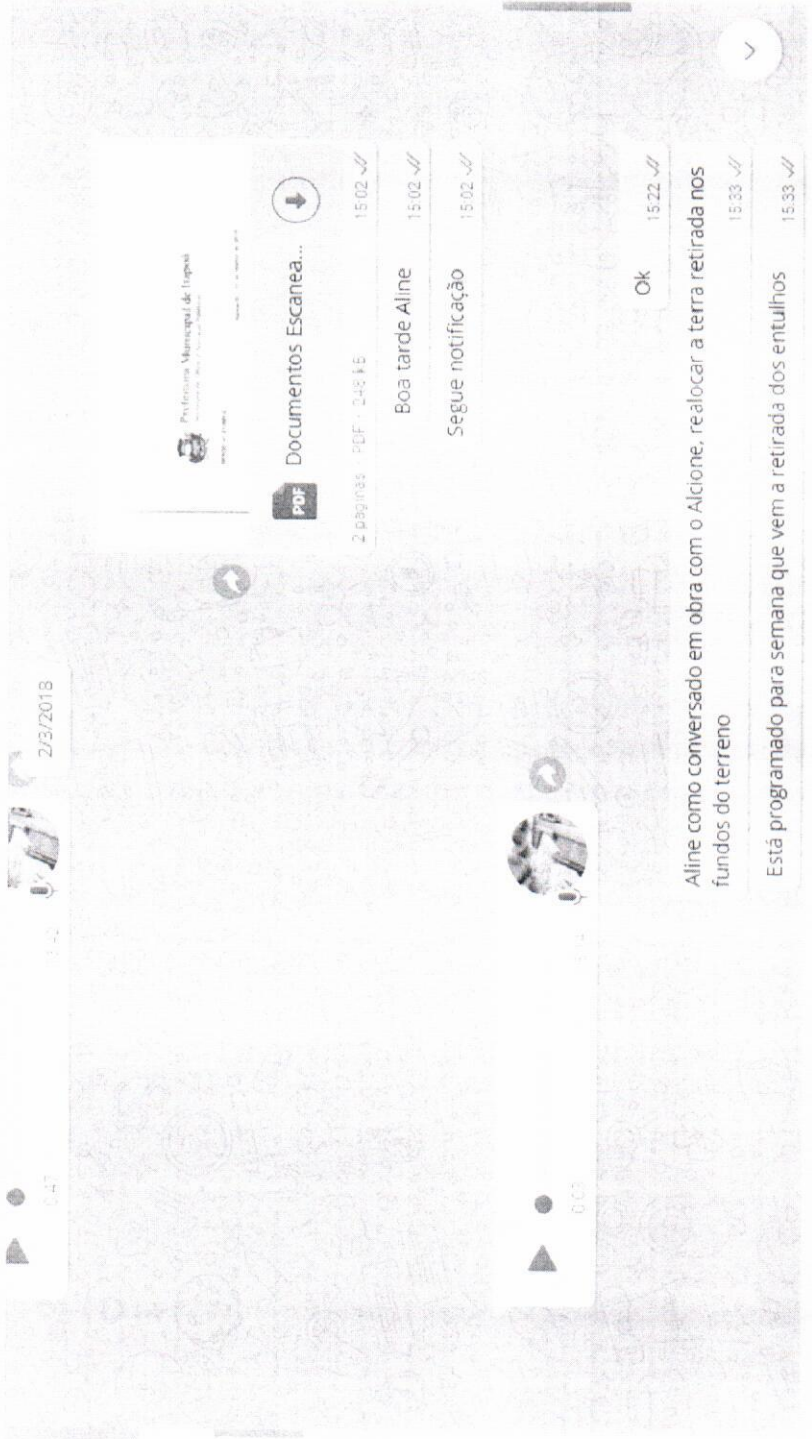 2/3/2018
Prefeitura Municipal de Itapoá
PDF
Documentos Escanea...
2 páginas
PDF
15:02
Boa tarde Aline
15:02
Segue notificação
15:02
Ok
15:22
Aline como conversado em obra com o Alcione, realocar a terra retirada nos
fundos do terreno
15:33
Está programado para semana que vem a retirada dos entulhos
15:33